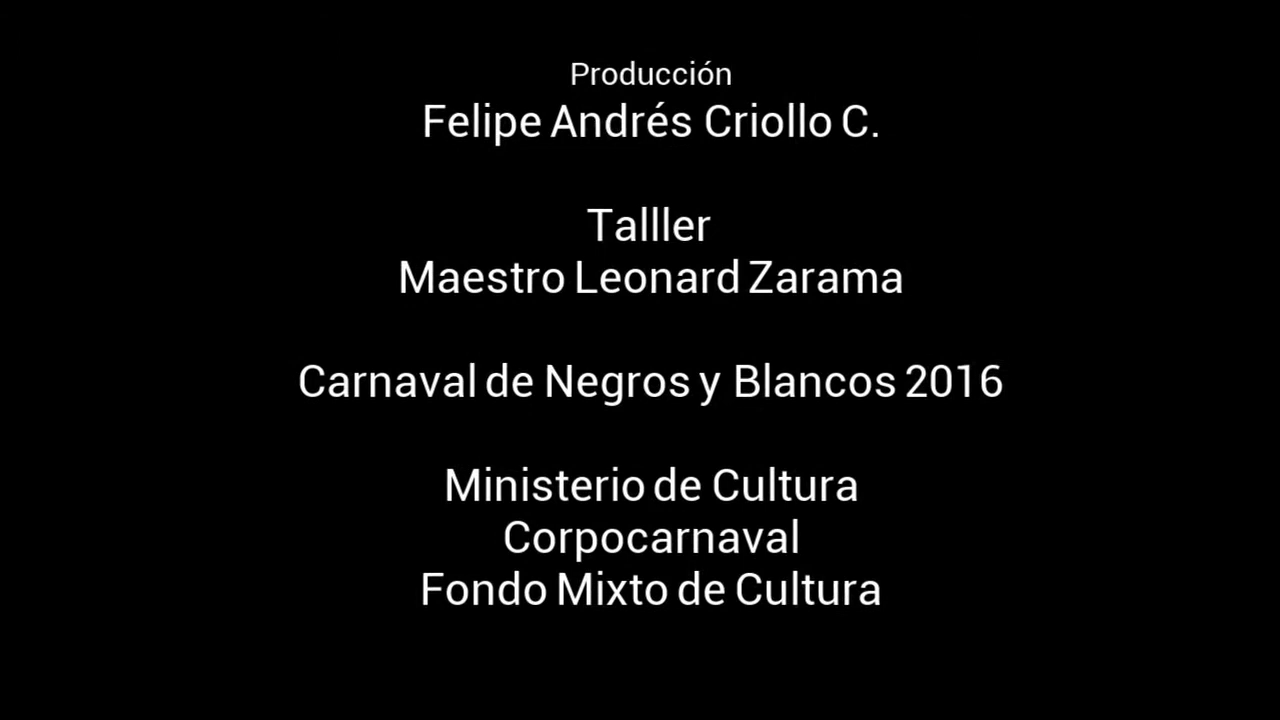 Producción
Felipe Andrés Criollo C.
Talller
Maestro Leonard Zarama
Carnaval de Negros y Blancos 2016
Ministerio de Cultura
Corpocarnaval
Fondo Mixto de Cultura